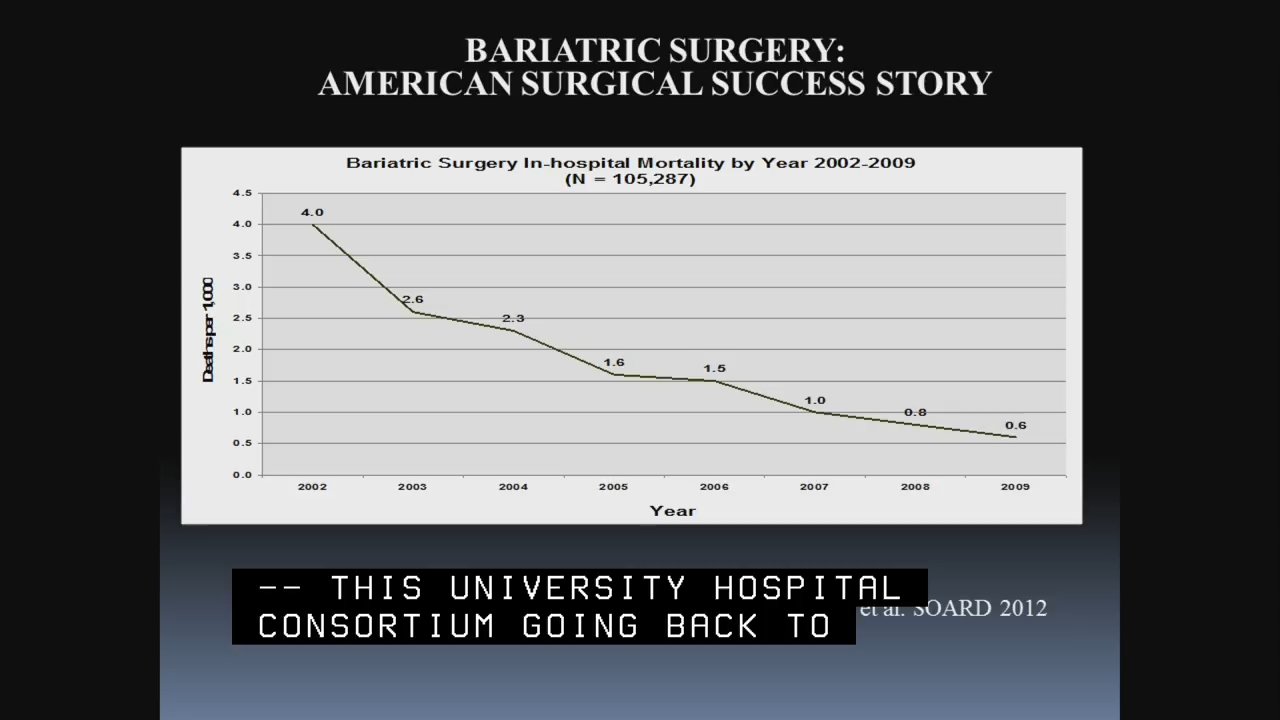 BARIATRIC SURGERY:
AMERICAN SURGICAL SUCCESS STORY
Bariatric Surgery In-hospital Mortality by Year 2002-2009
(N = 105,287)
Deaths per 1,000
4.5
4.0
3.5
3.0
2.5
2.0
1.5
1.0
0.5
0.0
4.0
2.6
2.3
1.6
1.5
1.0
0.8
0.6
2002 2003 2004 2005 2006 2007 2008 2009
Year
-- THIS UNIVERSITY HOSPITAL
CONSORTIUM GOING BACK TO
et al. SOARD 2012